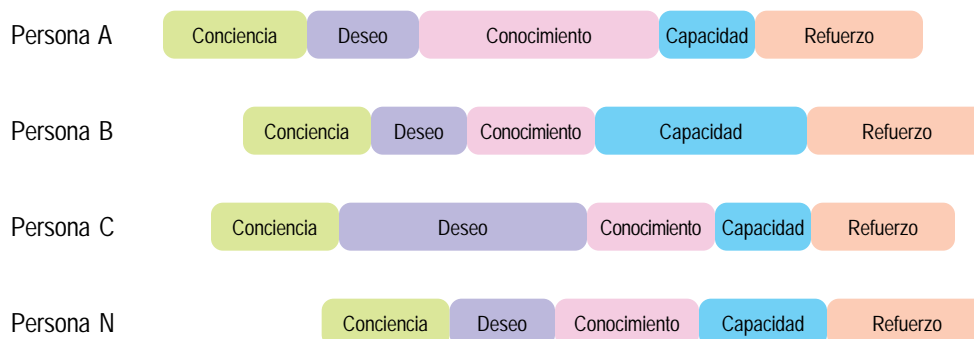 Persona A Conciencia Deseo Conocimiento Capacidad Refuerzo
Persona B Conciencia Deseo Conocimiento Capacidad Refuerzo
Persona C Conciencia Deseo Conocimiento Capacidad Refuerzo
Persona N Conciencia Deseo Conocimiento Capacidad Refuerzo